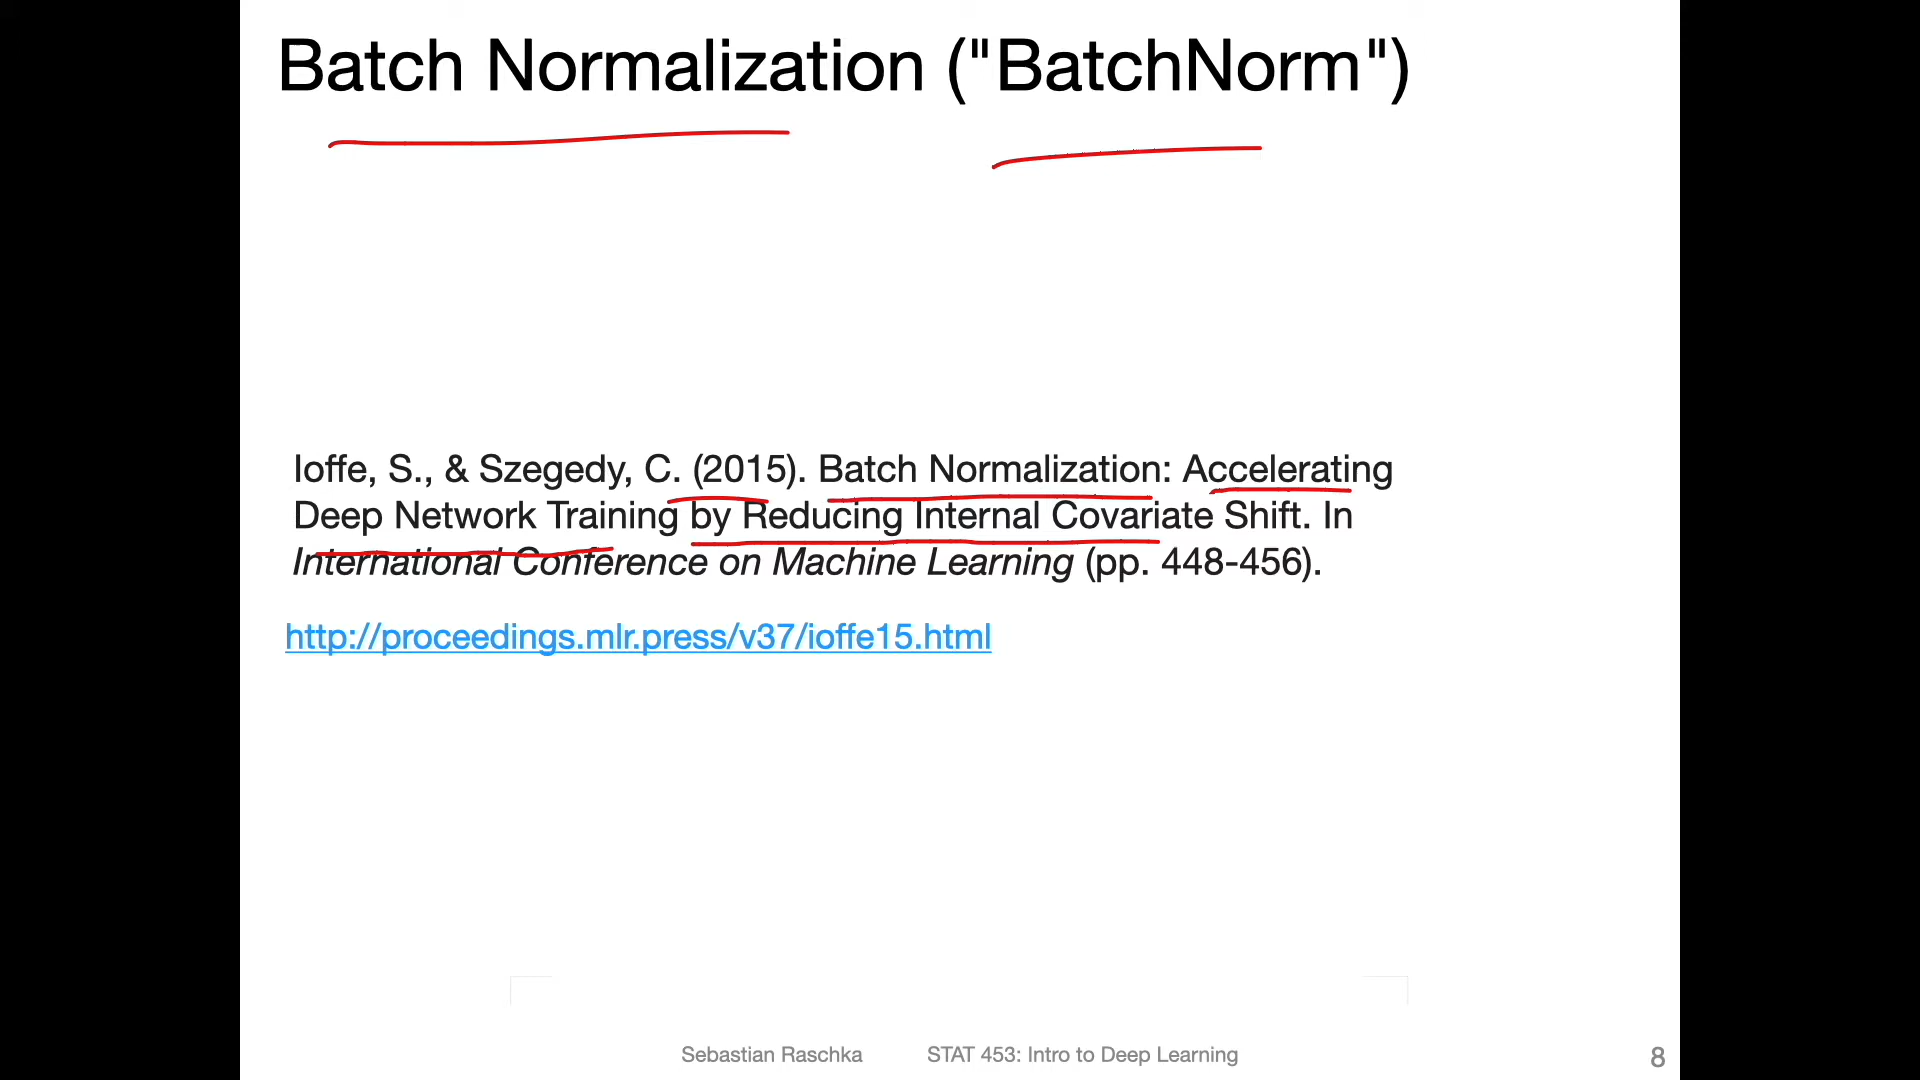 Batch Normalization ("BatchNorm")
Ioffe, S., & Szegedy, C. (2015). Batch Normalization: Accelerating
Deep Network Training by Reducing Internal Covariate Shift. In
International Conference on Machine Learning (pp. 448-456).
http://proceedings.mlr.press/v37/ioffe15.html
Sebastian Raschka STAT 453: Intro to Deep Learning 8